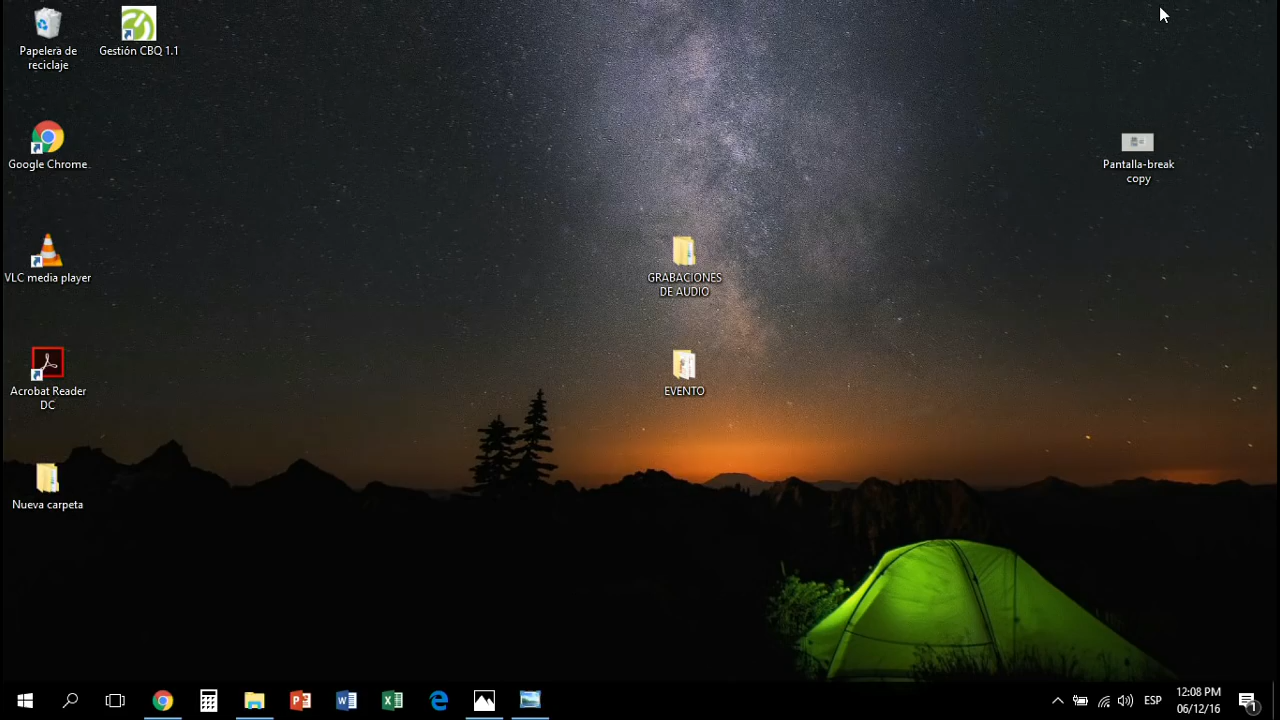 Papelera de
reciclaje
Gestión CBQ 1.1
Google Chrome
Pantalla-break
copy
VLC media player
GRABACIONES
DE AUDIO
Acrobat Reader
DC
EVENTO
Nueva carpeta
ESP
12:08 PM
06/12/16
1